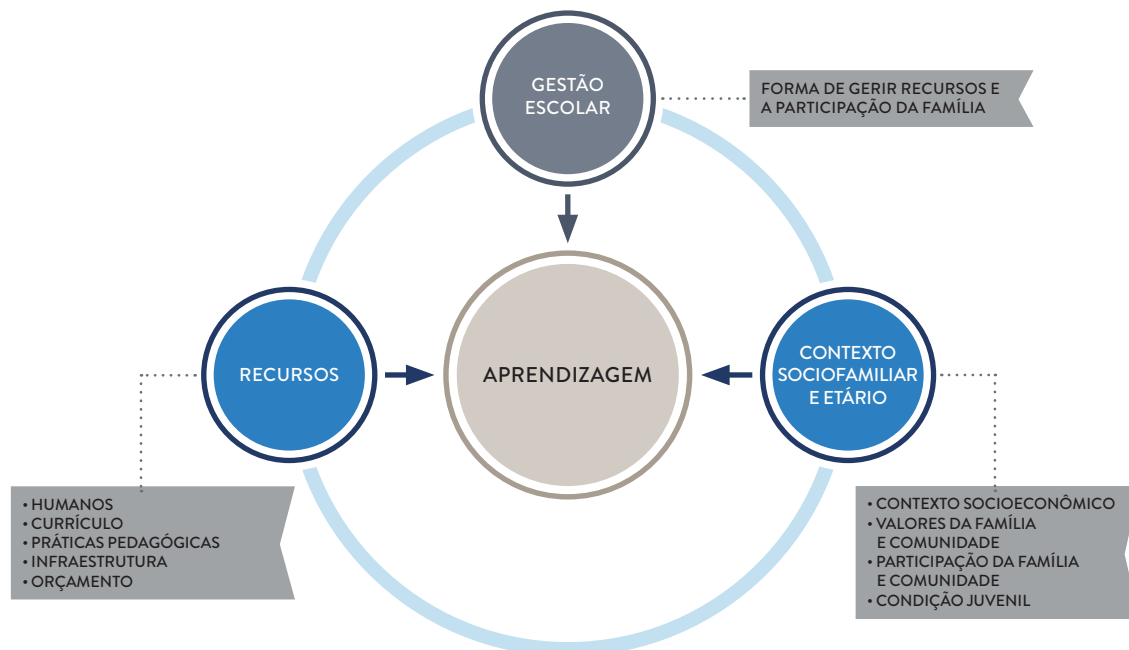 GESTÃO
ESCOLAR
FORMA DE GERIR RECURSOS E
A PARTICIPAÇÃO DA FAMÍLIA
RECURSOS
APRENDIZAGEM
CONTEXTO
SOCIOFAMILIAR
E ETÁRIO
• HUMANOS
• CURRÍCULO
• PRÁTICAS PEDAGÓGICAS
• INFRAESTRUTURA
• ORÇAMENTO
• CONTEXTO SOCIOECONÔMICO
• VALORES DA FAMÍLIA
E COMUNIDADE
• PARTICIPAÇÃO DA FAMÍLIA
E COMUNIDADE
• CONDIÇÃO JUVENIL